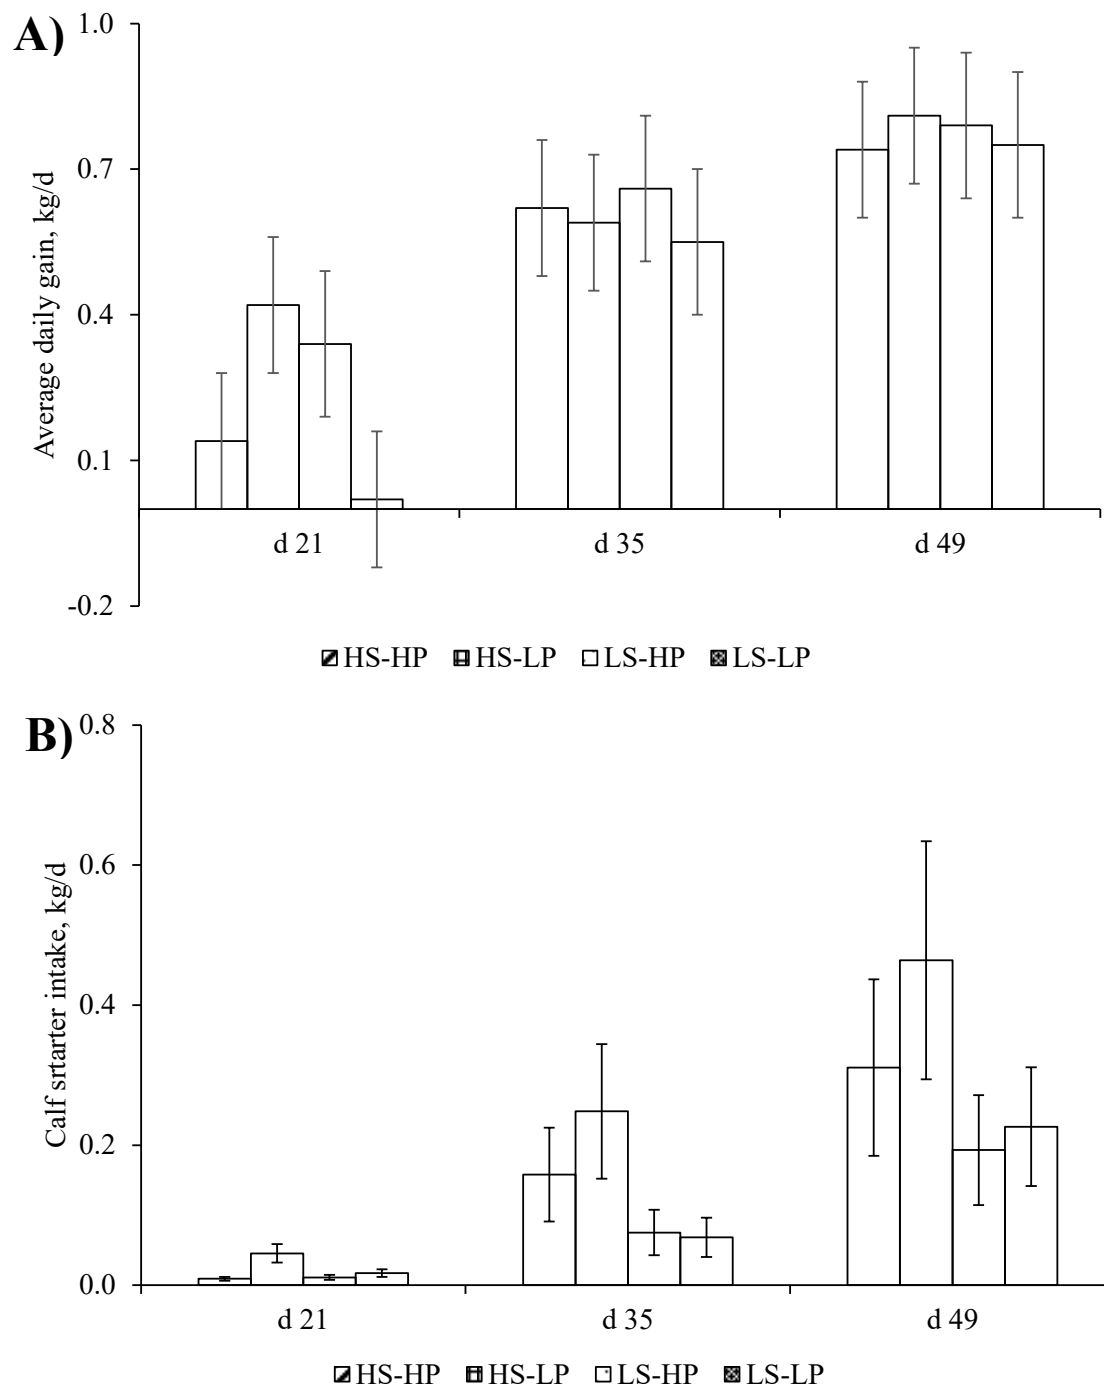 A)
1.0
0.7
0.4
0.1
-0.2
Average daily gain, kg/d
d 21 d 35 d 49
HS-HP HS-LP LS-HP LS-LP
B)
0.8
0.6
0.4
0.2
0.0
Calf srtarter intake, kg/d
d 21 d 35 d 49
HS-HP HS-LP LS-HP LS-LP